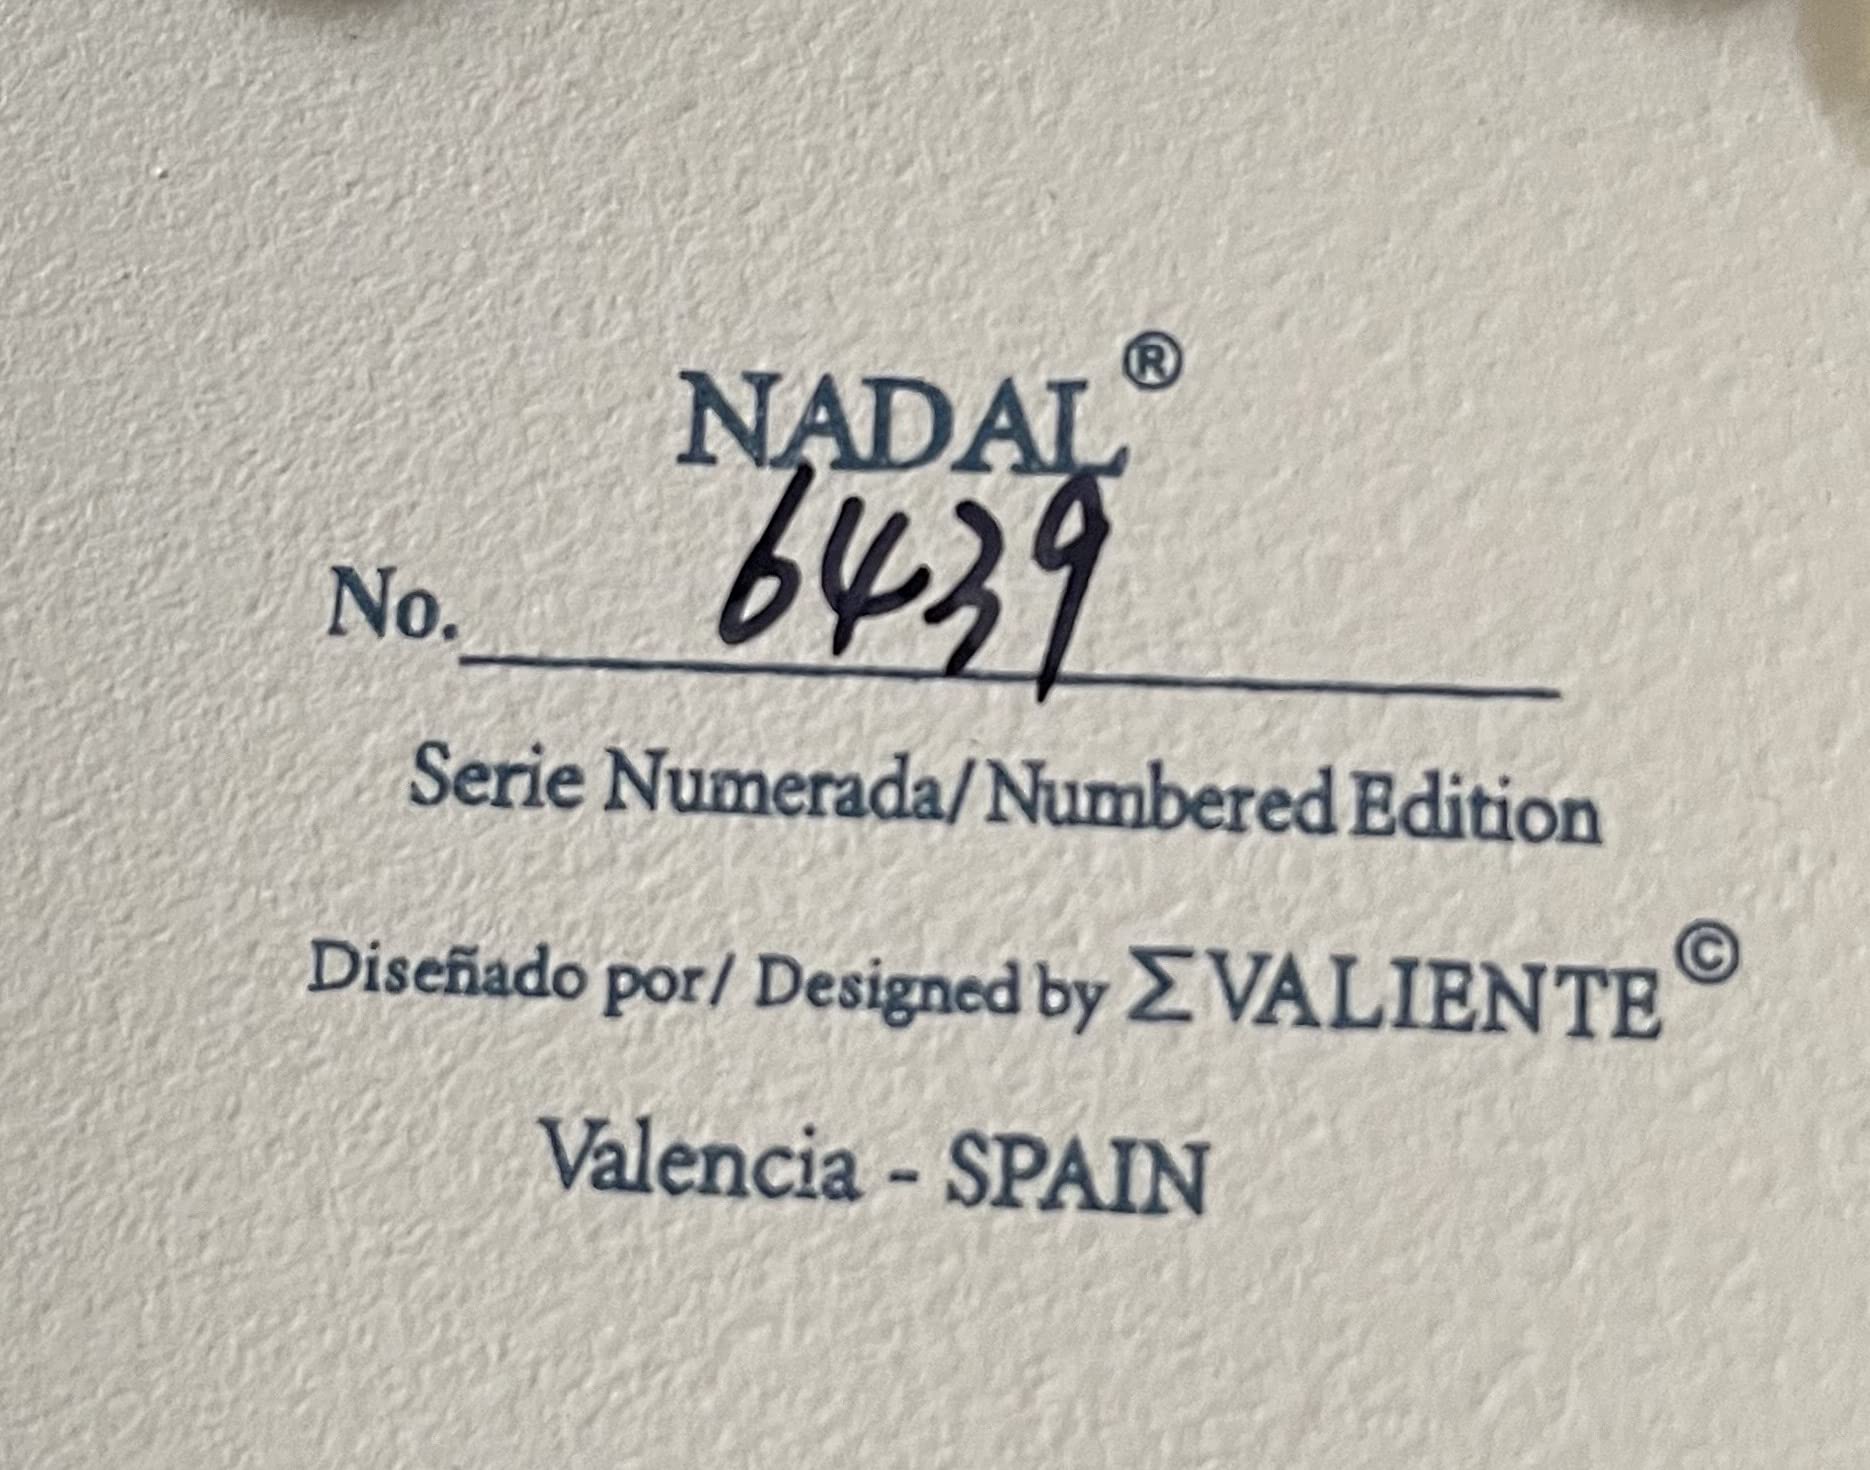 NADAL®
No. 6439
Serie Numerada/Numbered Edition
Diseñado por/ Designed by ΣVALIENTE©
Valencia - SPAIN